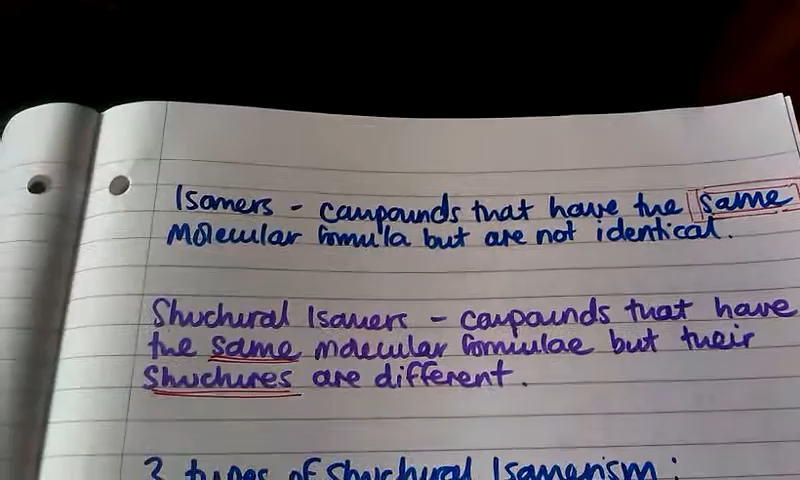 Isomers - compounds that have the same
molecular formula but are not identical.
Structural Isomers - compounds that have
the same molecular formulae but their
structures are different.
3 types of structural Isomerism: